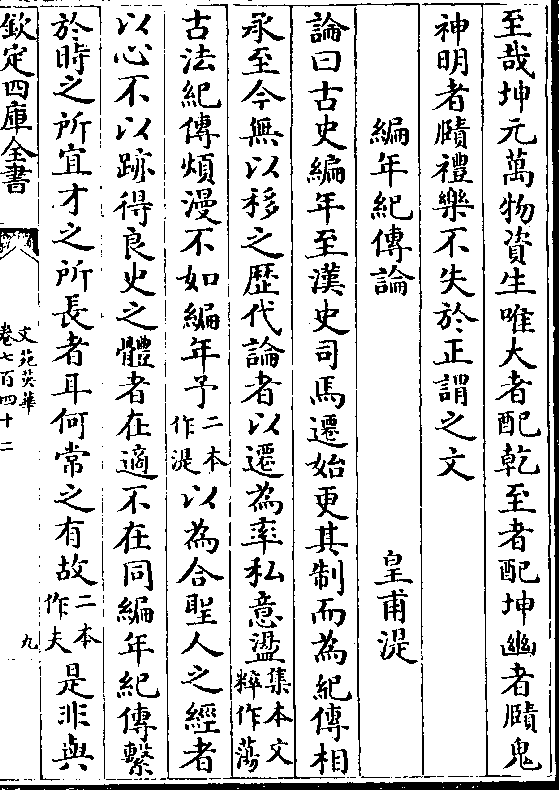 至哉坤元萬物資生唯大者配乾至者配坤幽者賾鬼
神明者賾禮樂不失於正謂之文
編年紀傳論
皇甫湜
論曰古史編年至漢史司馬遷始更其制而為紀傳相
承至今無以移之歷代論者以遷為率私意盪集本文粹作蕩
古法紀傳煩漫不如編年予二本作湜以為合聖人之經者
以心不以跡得良史之體者在適不在同編年紀傳繫
於時之所宜才之所長者耳何常之有故二本作夫是非與
欽定四庫全書
文苑英華
卷七百四十二
九